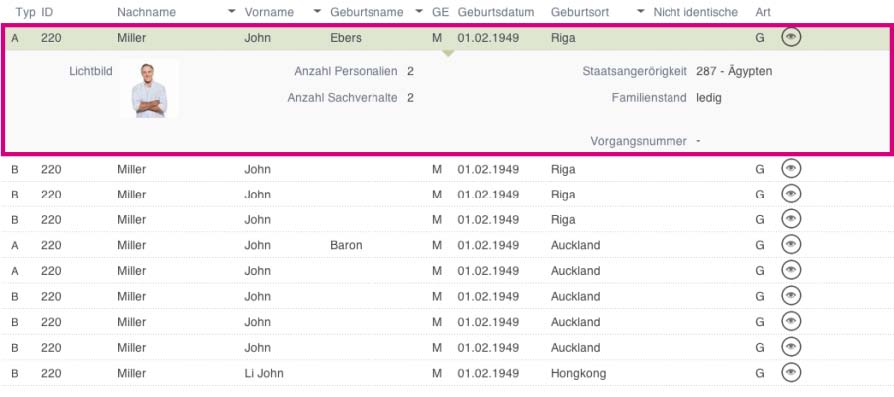 Typ ID Nachname Vorname Geburtsname GE Geburtsdatum Geburtsort Nicht identische Art
A 220 Miller John Ebers M 01.02.1949 Riga G
Lichtbild Anzahl Personalien 2 Staatsangerörigkeit 287 - Ägypten
Anzahl Sachverhalte 2 Familienstand ledig
Vorgangsnummer -
B 220 Miller John M 01.02.1949 Riga G
B 220 Miller John M 01.02.1949 Riga G
B 220 Miller John M 01.02.1949 Riga G
A 220 Miller John Baron M 01.02.1949 Auckland G
A 220 Miller John M 01.02.1949 Auckland G
B 220 Miller John M 01.02.1949 Auckland G
B 220 Miller John M 01.02.1949 Auckland G
B 220 Miller John M 01.02.1949 Auckland G
B 220 Miller Li John M 01.02.1949 Hongkong G